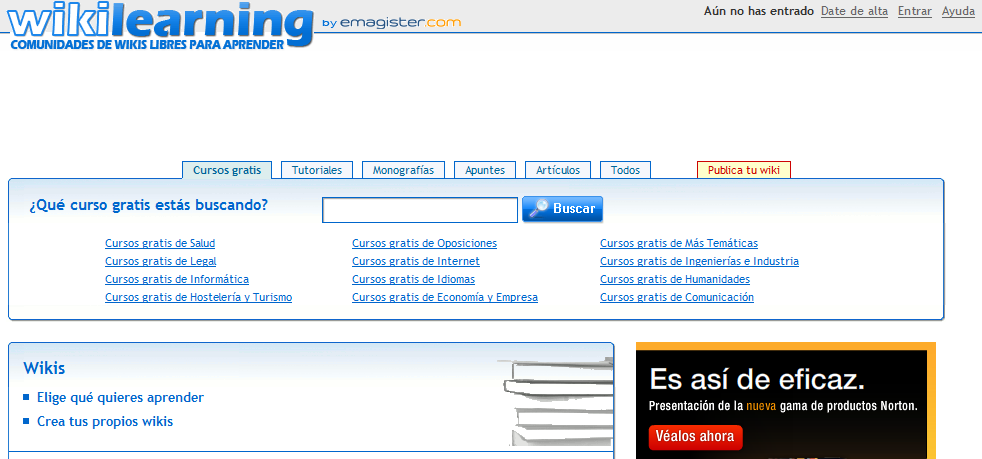 wikilearning by emagister.com
COMUNIDADES DE WIKIS LIBRES PARA APRENDER
Aún no has entrado Date de alta Entrar Ayuda
Cursos gratis Tutoriales Monografías Apuntes Artículos Todos Publica tu wiki
¿Qué curso gratis estás buscando? Buscar
Cursos gratis de Salud Cursos gratis de Oposiciones Cursos gratis de Más Temáticas
Cursos gratis de Legal Cursos gratis de Internet Cursos gratis de Ingenierías e Industria
Cursos gratis de Informática Cursos gratis de Idiomas Cursos gratis de Humanidades
Cursos gratis de Hostelería y Turismo Cursos gratis de Economía y Empresa Cursos gratis de Comunicación
Wikis
Elige qué quieres aprender
Crea tus propios wikis
Es así de eficaz.
Presentación de la nueva gama de productos Norton.
Véalos ahora